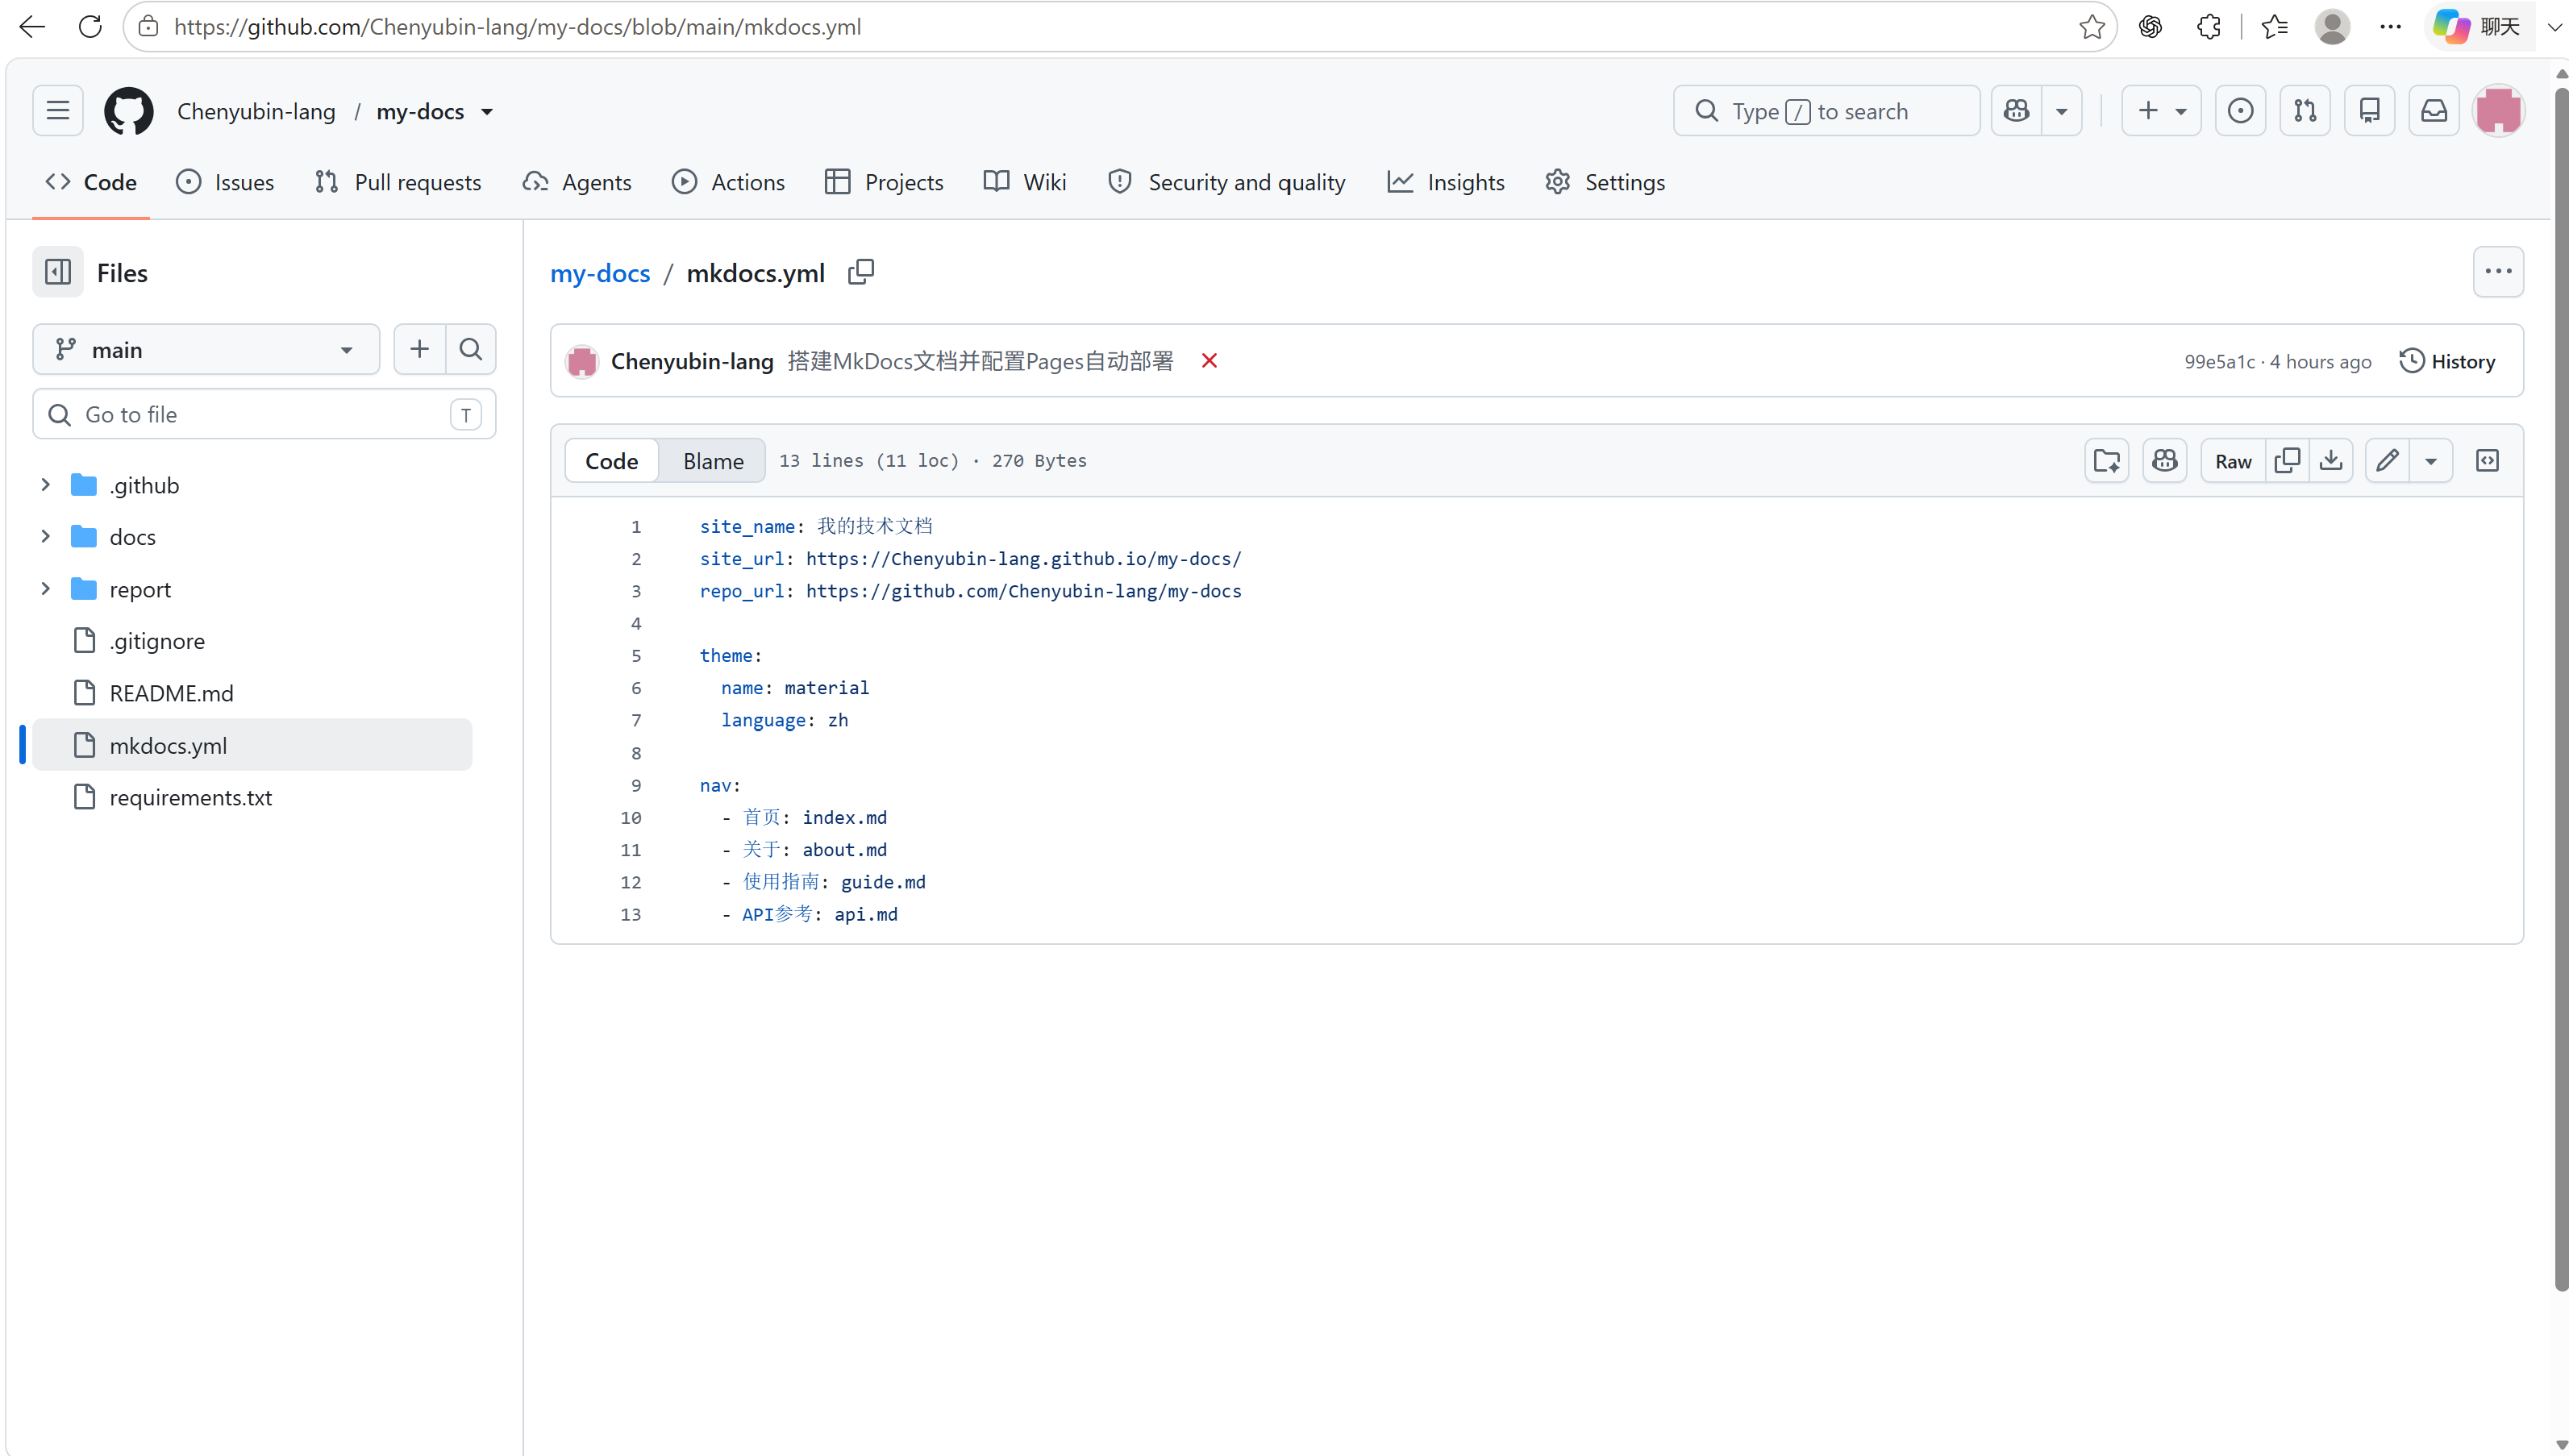 https://github.com/Chenyubin-lang/my-docs/blob/main/mkdocs.yml
聊天
Chenyubin-lang / my-docs
Type / to search
Code
Issues
Pull requests
Agents
Actions
Projects
Wiki
Security and quality
Insights
Settings
Files
main
Go to file
T
.github
docs
report
.gitignore
README.md
mkdocs.yml
requirements.txt
my-docs / mkdocs.yml
Chenyubin-lang 搭建MkDocs文档并配置Pages自动部署
99e5a1c · 4 hours ago
History
Code
Blame
13 lines (11 loc) · 270 Bytes
Raw
1 site_name: 我的技术文档
2 site_url: https://Chenyubin-lang.github.io/my-docs/
3 repo_url: https://github.com/Chenyubin-lang/my-docs
4
5 theme:
6   name: material
7   language: zh
8
9 nav:
10   - 首页: index.md
11   - 关于: about.md
12   - 使用指南: guide.md
13   - API参考: api.md